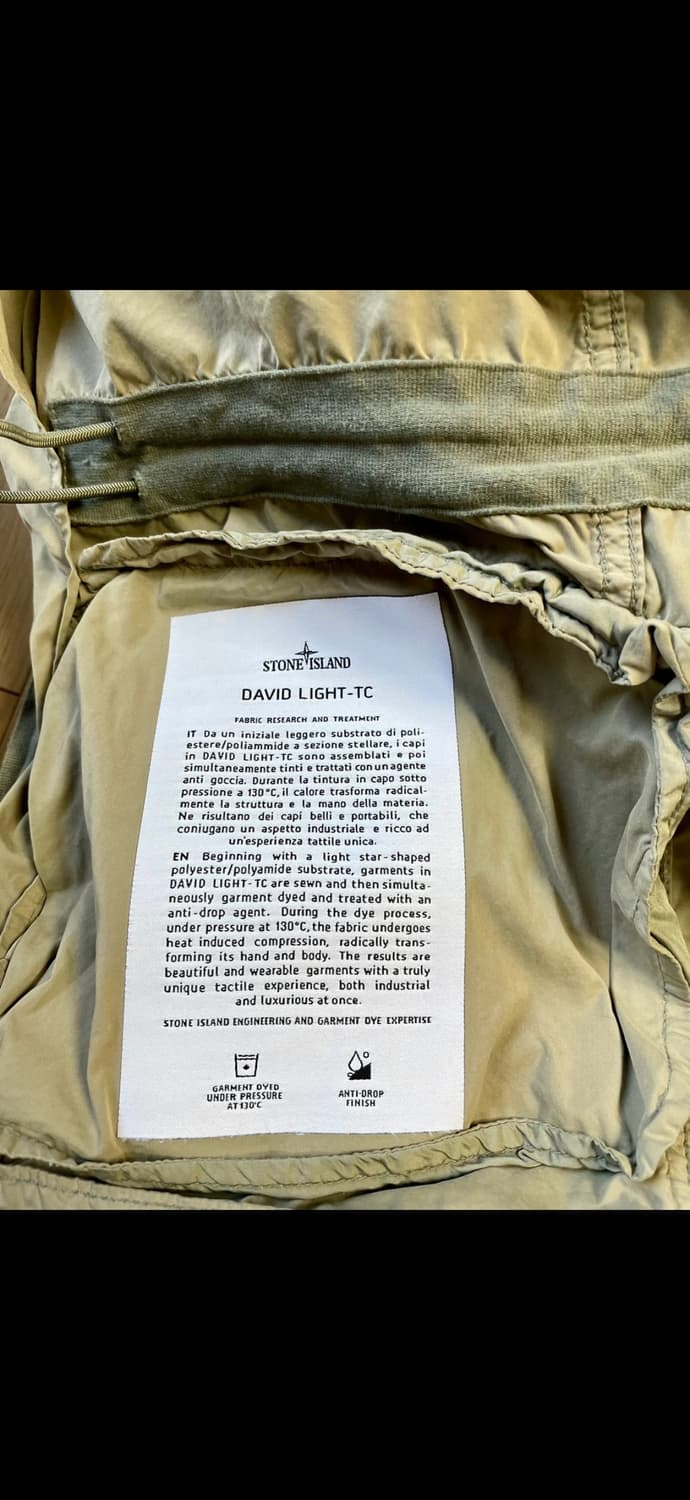 STONE ISLAND
DAVID LIGHT-TC
FABRIC RESEARCH AND TREATMENT
IT Da un iniziale leggero substrato di poli-
estere/poliammide a sezione stellare, i capi
in DAVID LIGHT-TC sono assemblati e poi
simultaneamente tinti e trattati con un agente
anti goccia. Durante la tintura in capo sotto
pressione a 130°C, il calore trasforma radical-
mente la struttura e la mano della materia.
Ne risultano dei capi belli e portabili, che
coniugano un aspetto industriale e ricco ad
un'esperienza tattile unica.
EN Beginning with a light star-shaped
polyester/polyamide substrate, garments in
DAVID LIGHT-TC are sewn and then simulta-
neously garment dyed and treated with an
anti-drop agent. During the dye process,
under pressure at 130°C, the fabric undergoes
heat induced compression, radically trans-
forming its hand and body. The results are
beautiful and wearable garments with a truly
unique tactile experience, both industrial
and luxurious at once.
STONE ISLAND ENGINEERING AND GARMENT DYE EXPERTISE
GARMENT DYED
UNDER PRESSURE
AT 130°C
ANTI-DROP
FINISH